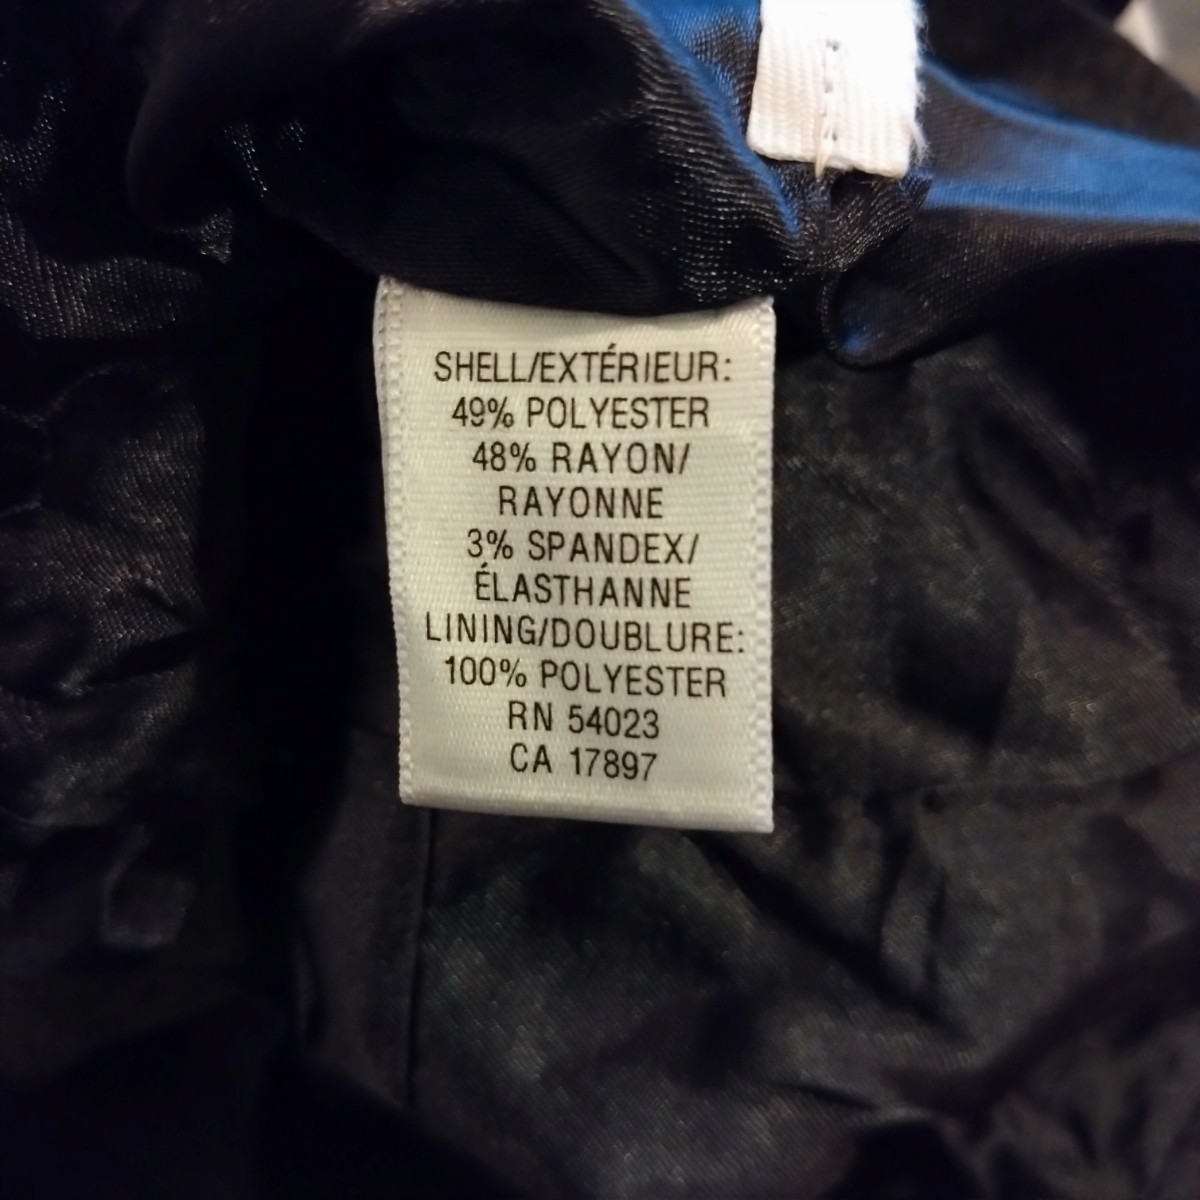 SHELL/EXTÉRIEUR:
49% POLYESTER
48% RAYON/
RAYONNE
3% SPANDEX/
ÉLASTHANNE
LINING/DOUBLURE:
100% POLYESTER
RN 54023
CA 17897